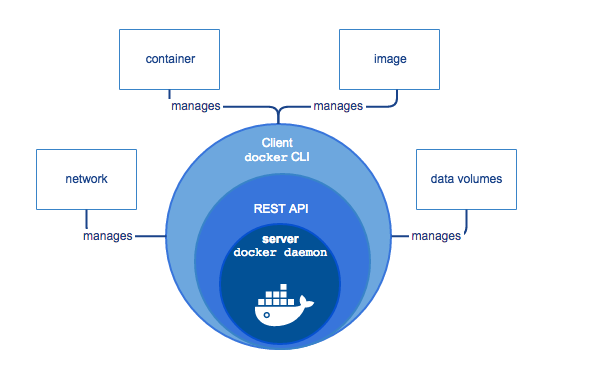 container
image
manages
manages
Client
docker CLI
network
data volumes
REST API
manages
server
manages
docker daemon